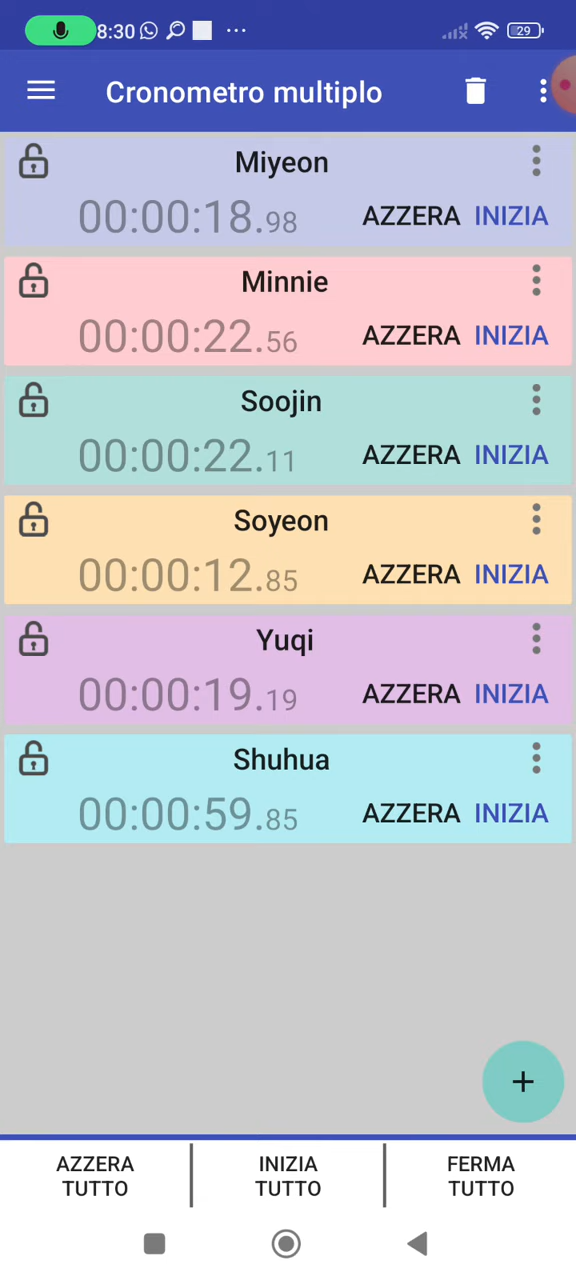 8:30
29
Cronometro multiplo
Miyeon
00:00:18.98 AZZERA INIZIA
Minnie
00:00:22.56 AZZERA INIZIA
Soojin
00:00:22.11 AZZERA INIZIA
Soyeon
00:00:12.85 AZZERA INIZIA
Yuqi
00:00:19.19 AZZERA INIZIA
Shuhua
00:00:59.85 AZZERA INIZIA
+
AZZERA
TUTTO
INIZIA
TUTTO
FERMA
TUTTO